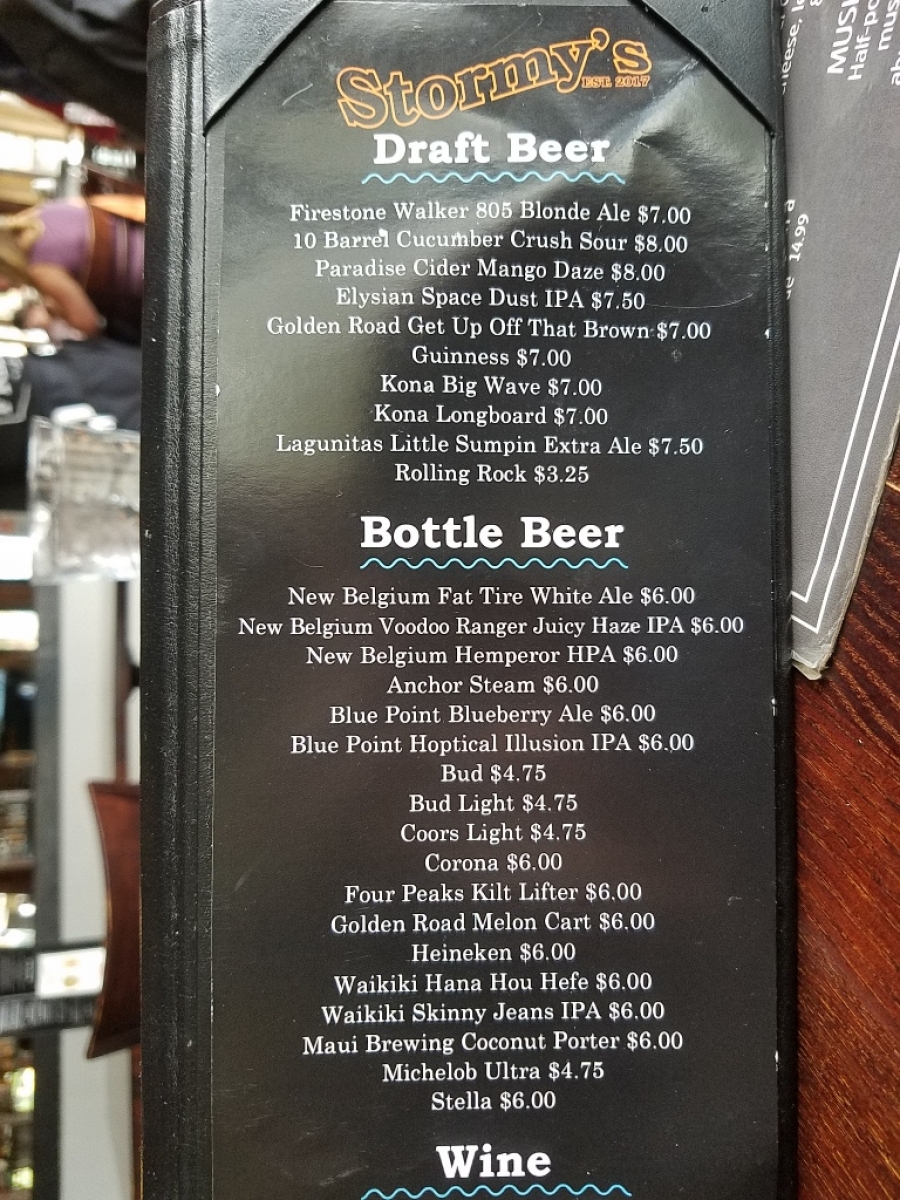 Stormy's
EST. 2017
Draft Beer
Firestone Walker 805 Blonde Ale $7.00
10 Barrel Cucumber Crush Sour $8.00
Paradise Cider Mango Daze $8.00
Elysian Space Dust IPA $7.50
Golden Road Get Up Off That Brown $7.00
Guinness $7.00
Kona Big Wave $7.00
Kona Longboard $7.00
Lagunitas Little Sumpin Extra Ale $7.50
Rolling Rock $3.25
Bottle Beer
New Belgium Fat Tire White Ale $6.00
New Belgium Voodoo Ranger Juicy Haze IPA $6.00
New Belgium Hemperor HPA $6.00
Anchor Steam $6.00
Blue Point Blueberry Ale $6.00
Blue Point Hoptical Illusion IPA $6.00
Bud $4.75
Bud Light $4.75
Coors Light $4.75
Corona $6.00
Four Peaks Kilt Lifter $6.00
Golden Road Melon Cart $6.00
Heineken $6.00
Waikiki Hana Hou Hefe $6.00
Waikiki Skinny Jeans IPA $6.00
Maui Brewing Coconut Porter $6.00
Michelob Ultra $4.75
Stella $6.00
Wine
14.99